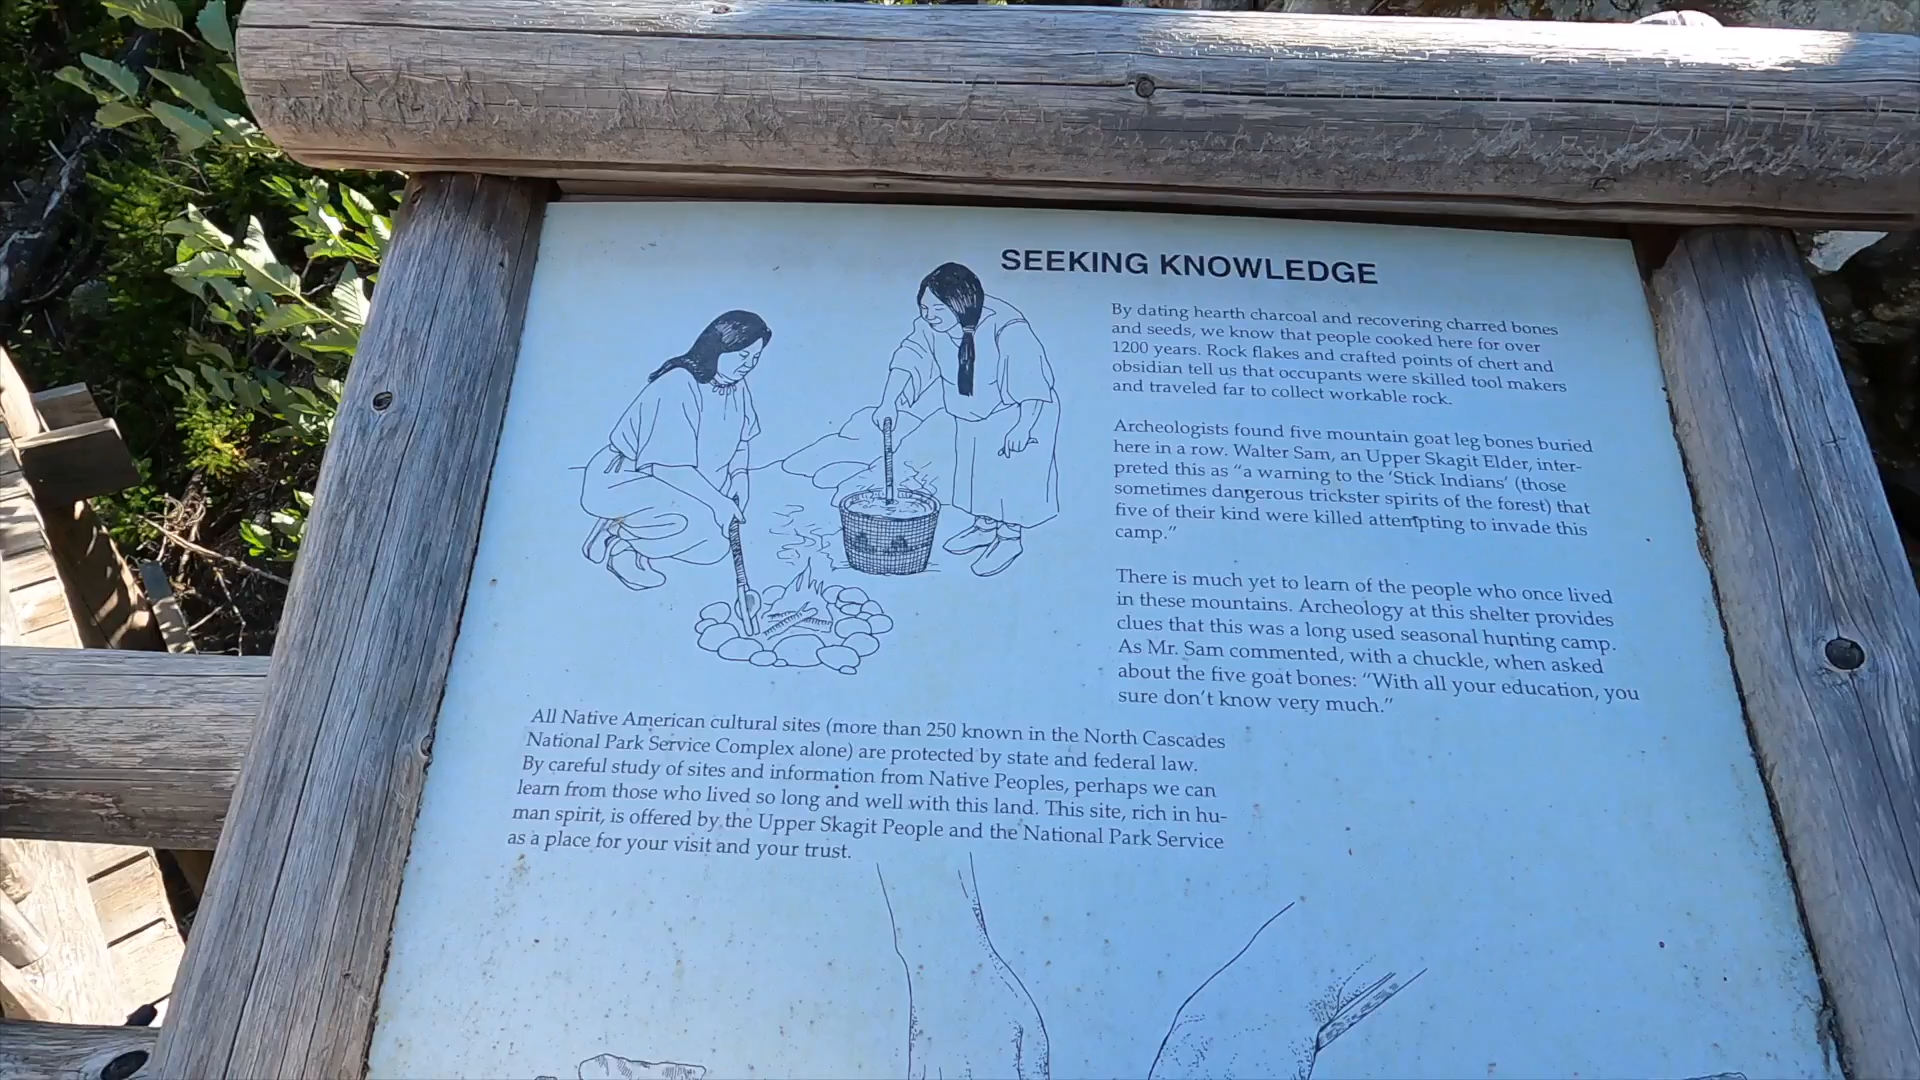 SEEKING KNOWLEDGE
By dating hearth charcoal and recovering charred bones
and seeds, we know that people cooked here for over
1200 years. Rock flakes and crafted points of chert and
obsidian tell us that occupants were skilled tool makers
and traveled far to collect workable rock.
Archeologists found five mountain goat leg bones buried
here in a row. Walter Sam, an Upper Skagit Elder, inter-
preted this as “a warning to the ‘Stick Indians’ (those
sometimes dangerous trickster spirits of the forest) that
five of their kind were killed attempting to invade this
camp.”
There is much yet to learn of the people who once lived
in these mountains. Archeology at this shelter provides
clues that this was a long used seasonal hunting camp.
As Mr. Sam commented, with a chuckle, when asked
about the five goat bones: “With all your education, you
sure don’t know very much.”
All Native American cultural sites (more than 250 known in the North Cascades
National Park Service Complex alone) are protected by state and federal law.
By careful study of sites and information from Native Peoples, perhaps we can
learn from those who lived so long and well with this land. This site, rich in hu-
man spirit, is offered by the Upper Skagit People and the National Park Service
as a place for your visit and your trust.